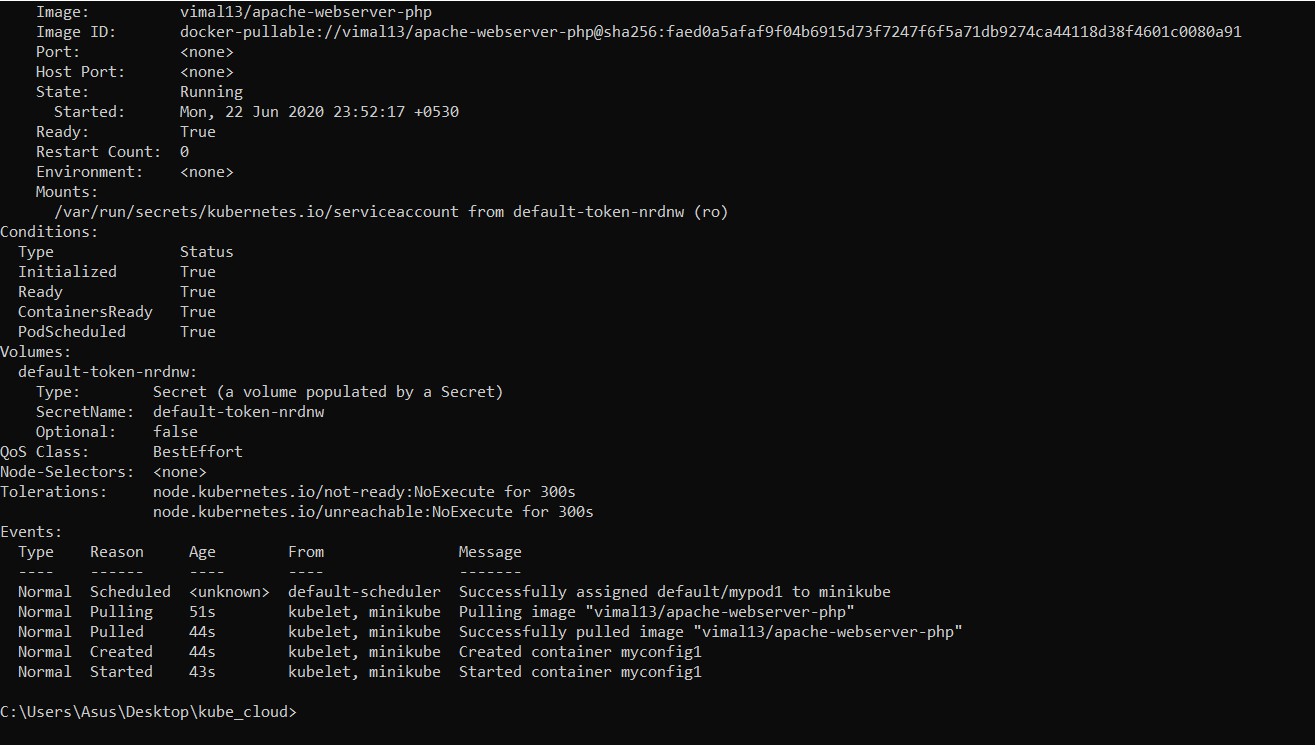 Image:          vimal13/apache-webserver-php
    Image ID:       docker-pullable://vimal13/apache-webserver-php@sha256:faed0a5afaf9f04b6915d73f7247f6f5a71db9274ca44118d38f4601c0080a91
    Port:           <none>
    Host Port:      <none>
    State:          Running
      Started:      Mon, 22 Jun 2020 23:52:17 +0530
    Ready:          True
    Restart Count:  0
    Environment:    <none>
    Mounts:
      /var/run/secrets/kubernetes.io/serviceaccount from default-token-nrdnw (ro)
Conditions:
  Type              Status
  Initialized       True
  Ready             True
  ContainersReady   True
  PodScheduled      True
Volumes:
  default-token-nrdnw:
    Type:        Secret (a volume populated by a Secret)
    SecretName:  default-token-nrdnw
    Optional:    false
QoS Class:       BestEffort
Node-Selectors:  <none>
Tolerations:     node.kubernetes.io/not-ready:NoExecute for 300s
                 node.kubernetes.io/unreachable:NoExecute for 300s
Events:
  Type    Reason     Age        From               Message
  ----    ------     ----       ----               -------
  Normal  Scheduled  <unknown>  default-scheduler  Successfully assigned default/mypod1 to minikube
  Normal  Pulling    51s        kubelet, minikube  Pulling image "vimal13/apache-webserver-php"
  Normal  Pulled     44s        kubelet, minikube  Successfully pulled image "vimal13/apache-webserver-php"
  Normal  Created    44s        kubelet, minikube  Created container myconfig1
  Normal  Started    43s        kubelet, minikube  Started container myconfig1
C:\Users\Asus\Desktop\kube_cloud>